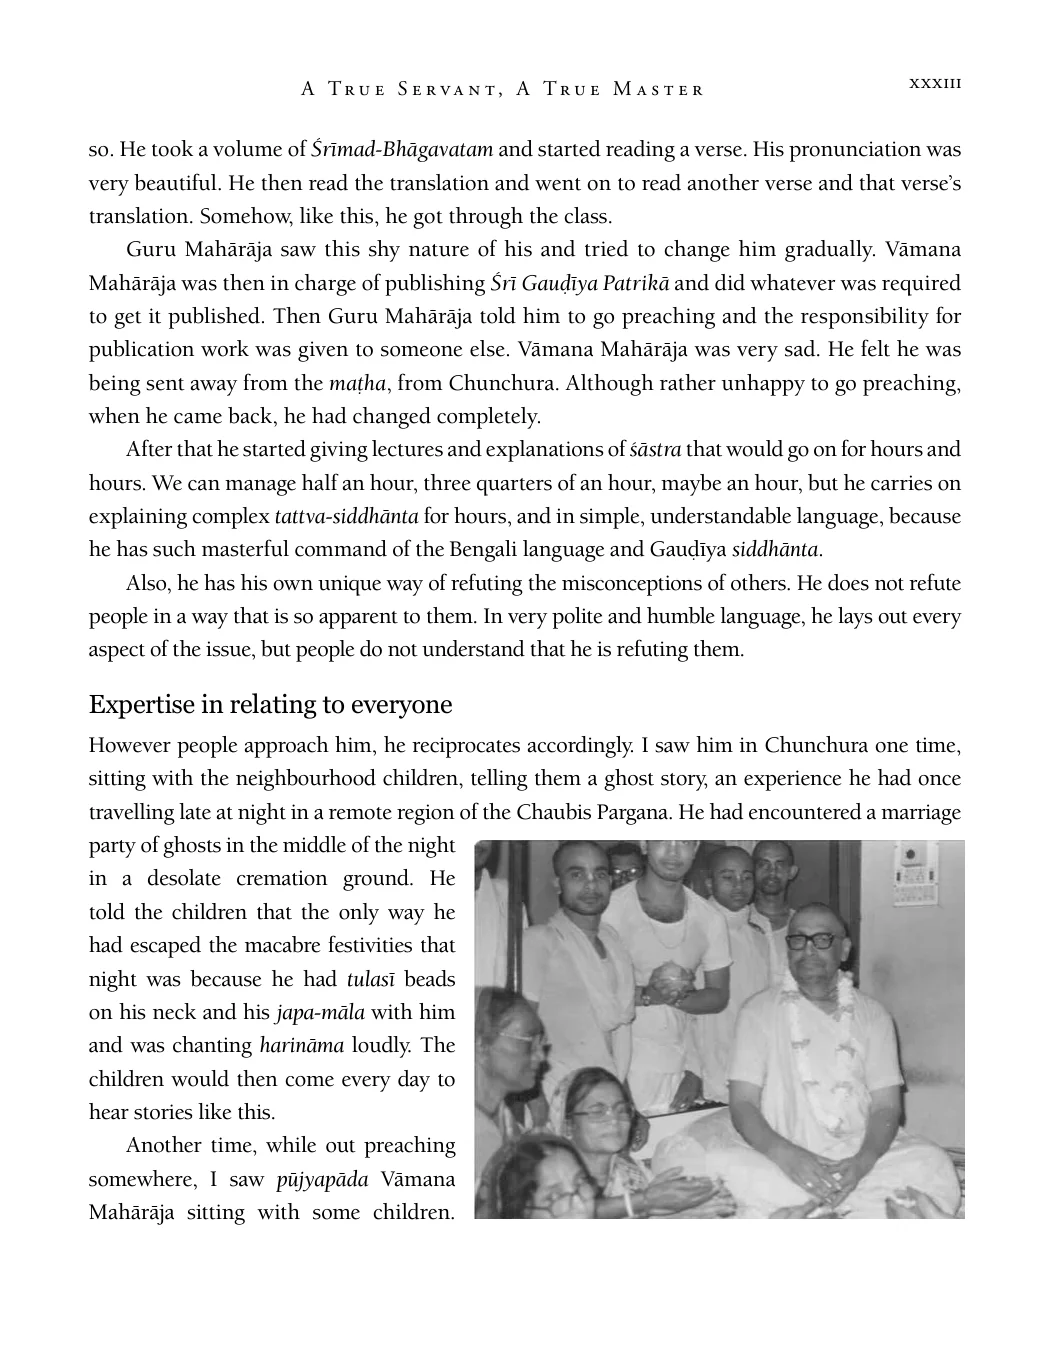 A True Servant, A True Master
xxxiii
so. He took a volume of Śrīmad-Bhāgavatam and started reading a verse. His pronunciation was
very beautiful. He then read the translation and went on to read another verse and that verse’s
translation. Somehow, like this, he got through the class.
Guru Mahārāja saw this shy nature of his and tried to change him gradually. Vāmana
Mahārāja was then in charge of publishing Śrī Gauḍīya Patrikā and did whatever was required
to get it published. Then Guru Mahārāja told him to go preaching and the responsibility for
publication work was given to someone else. Vāmana Mahārāja was very sad. He felt he was
being sent away from the maṭha, from Chunchura. Although rather unhappy to go preaching,
when he came back, he had changed completely.
After that he started giving lectures and explanations of śāstra that would go on for hours and
hours. We can manage half an hour, three quarters of an hour, maybe an hour, but he carries on
explaining complex tattva-siddhānta for hours, and in simple, understandable language, because
he has such masterful command of the Bengali language and Gauḍīya siddhānta.
Also, he has his own unique way of refuting the misconceptions of others. He does not refute
people in a way that is so apparent to them. In very polite and humble language, he lays out every
aspect of the issue, but people do not understand that he is refuting them.
Expertise in relating to everyone
However people approach him, he reciprocates accordingly. I saw him in Chunchura one time,
sitting with the neighbourhood children, telling them a ghost story, an experience he had once
travelling late at night in a remote region of the Chaubis Pargana. He had encountered a marriage
party of ghosts in the middle of the night
in a desolate cremation ground. He
told the children that the only way he
had escaped the macabre festivities that
night was because he had tulasī beads
on his neck and his japa-māla with him
and was chanting harināma loudly. The
children would then come every day to
hear stories like this.
Another time, while out preaching
somewhere, I saw pūjyapāda Vāmana
Mahārāja sitting with some children.